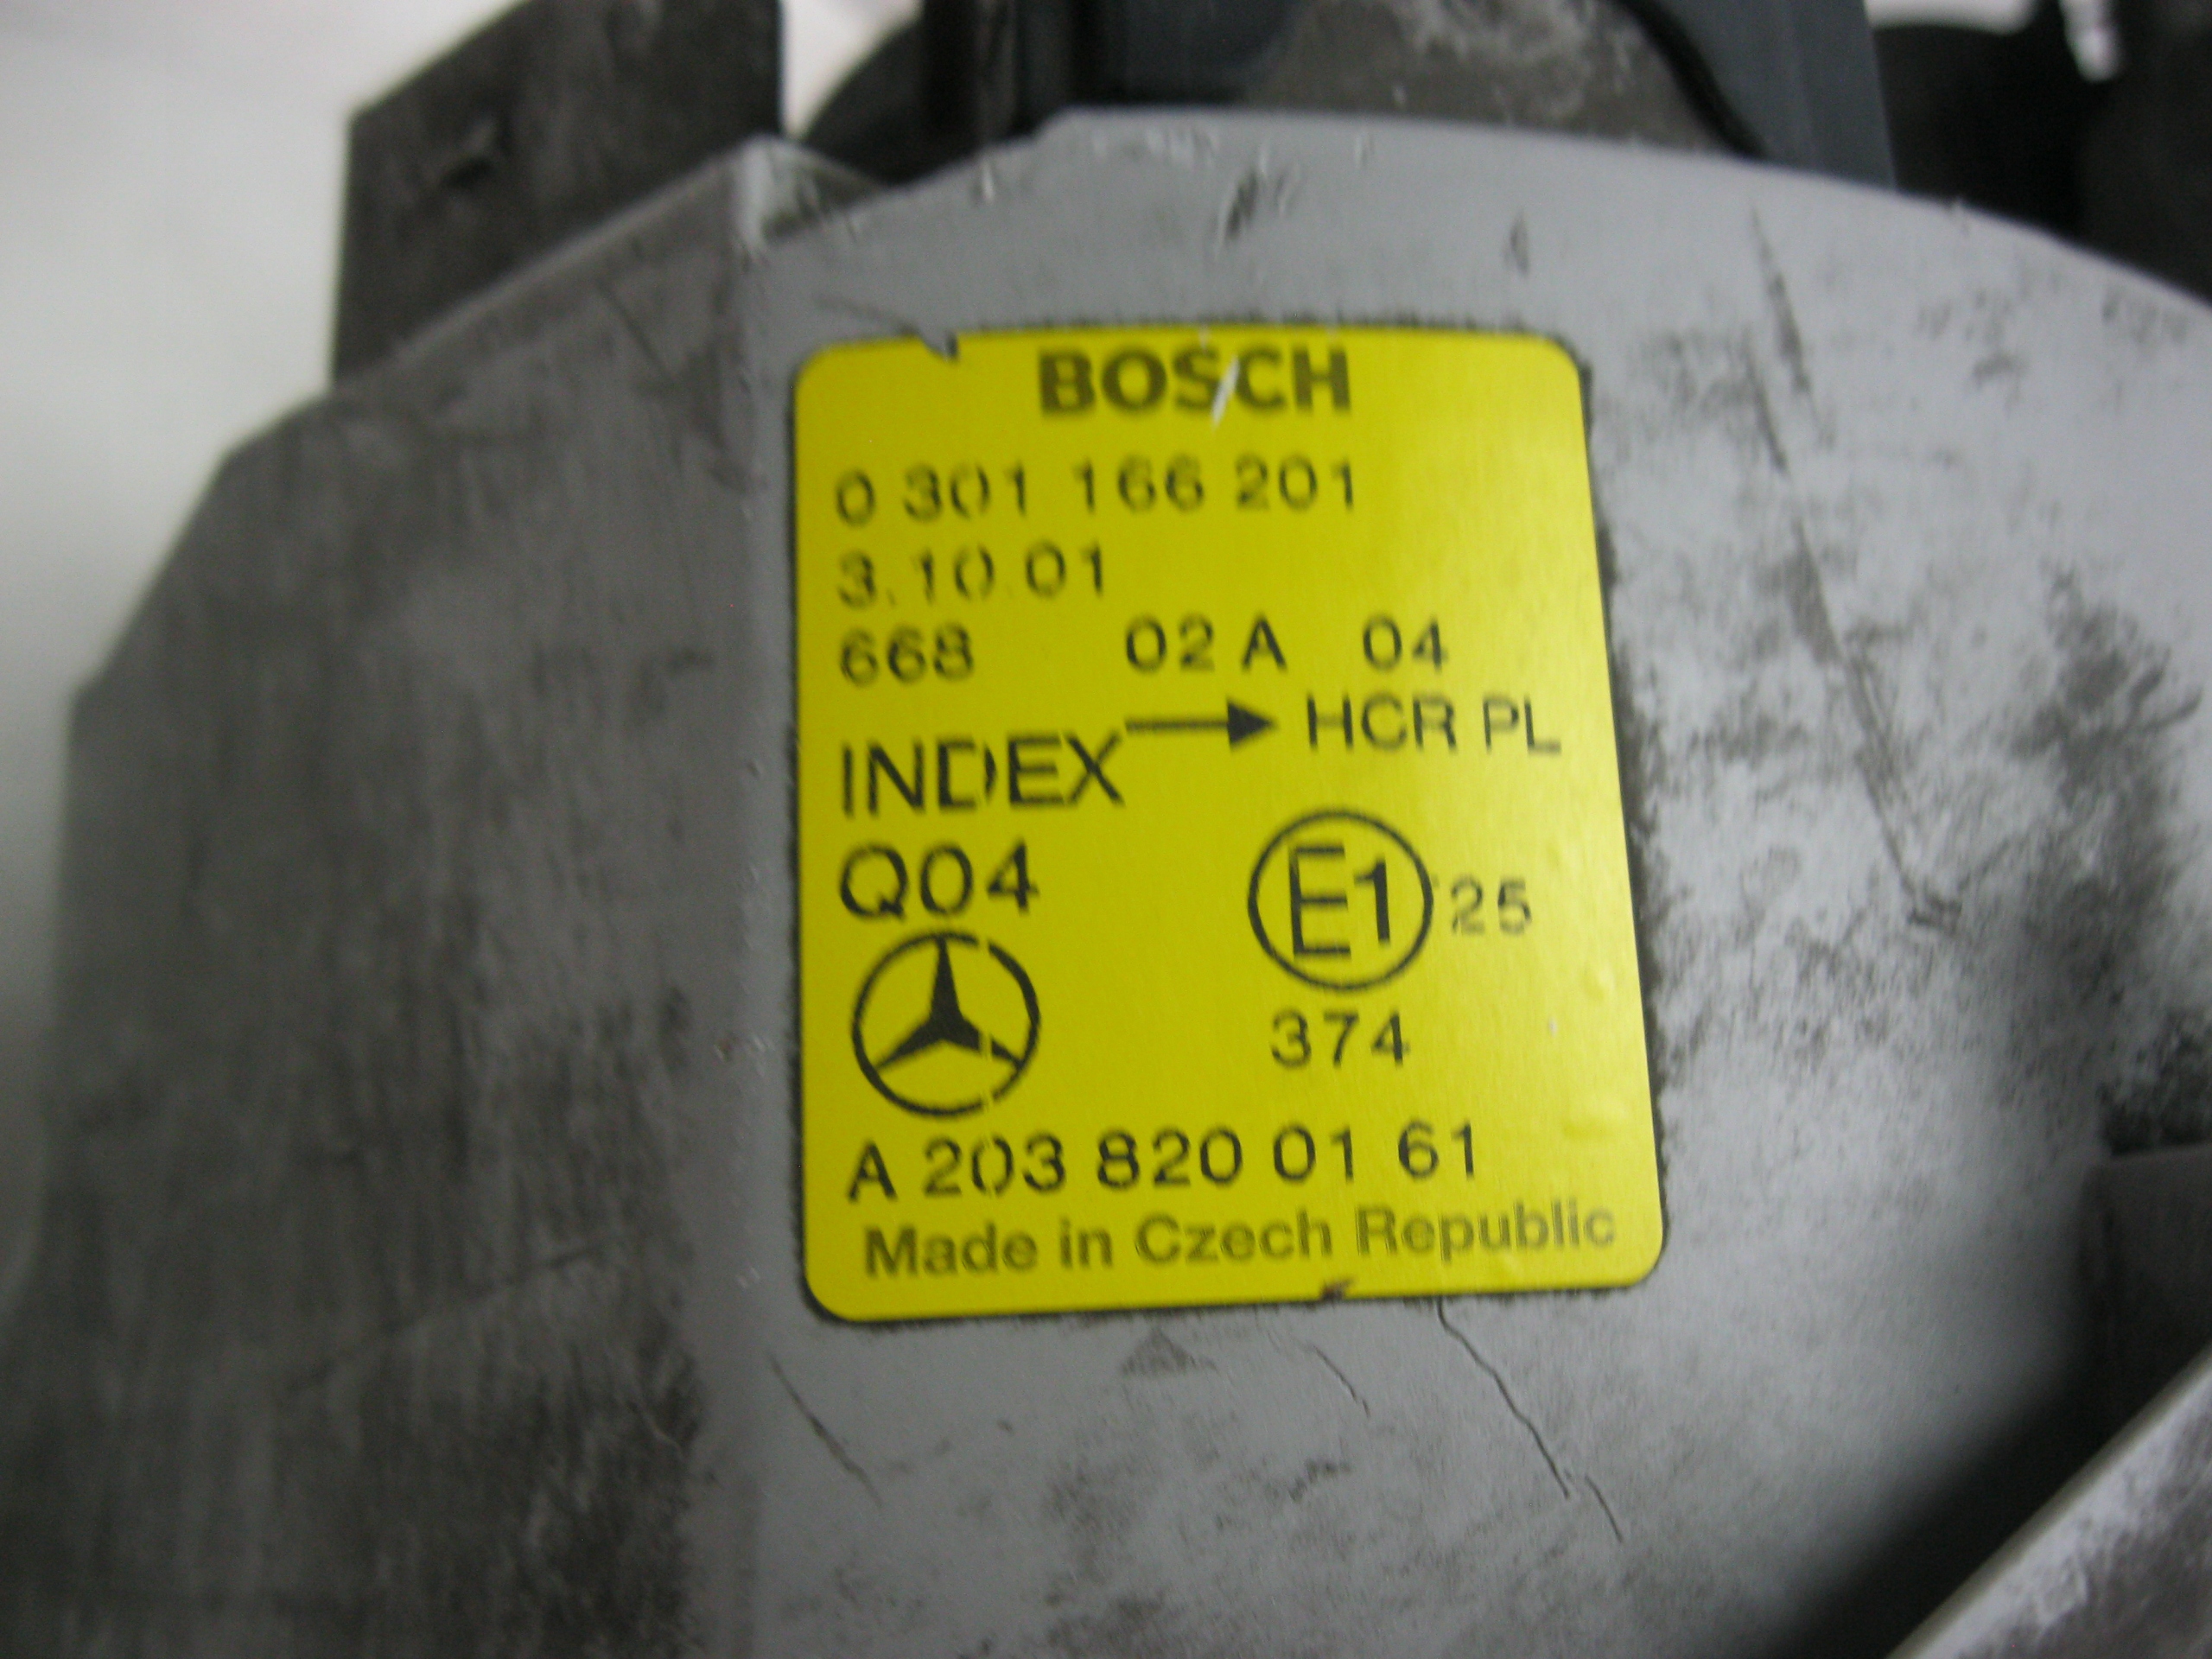 BOSCH
0 301 166 201
3.10.01
668 02 A 04
INDEX → HCR PL
Q04
E1 25
374
A 203 820 01 61
Made in Czech Republic